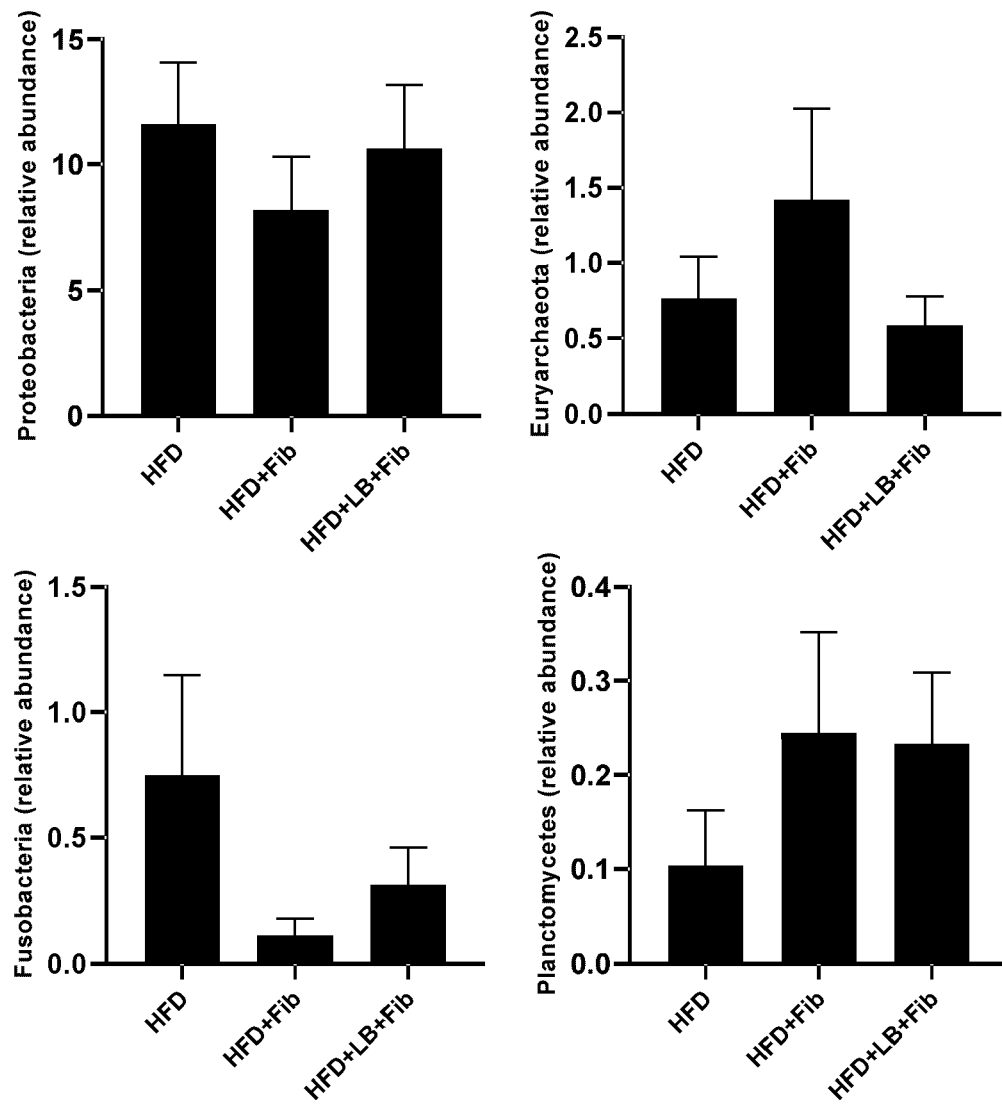 Proteobacteria (relative abundance)
15
10
5
0
HFD
HFD+Fib
HFD+LB+Fib
Euryarchaeota (relative abundance)
2.5
2.0
1.5
1.0
0.5
0.0
HFD
HFD+Fib
HFD+LB+Fib
Fusobacteria (relative abundance)
1.5
1.0
0.5
0.0
HFD
HFD+Fib
HFD+LB+Fib
Planctomycetes (relative abundance)
0.4
0.3
0.2
0.1
0.0
HFD
HFD+Fib
HFD+LB+Fib